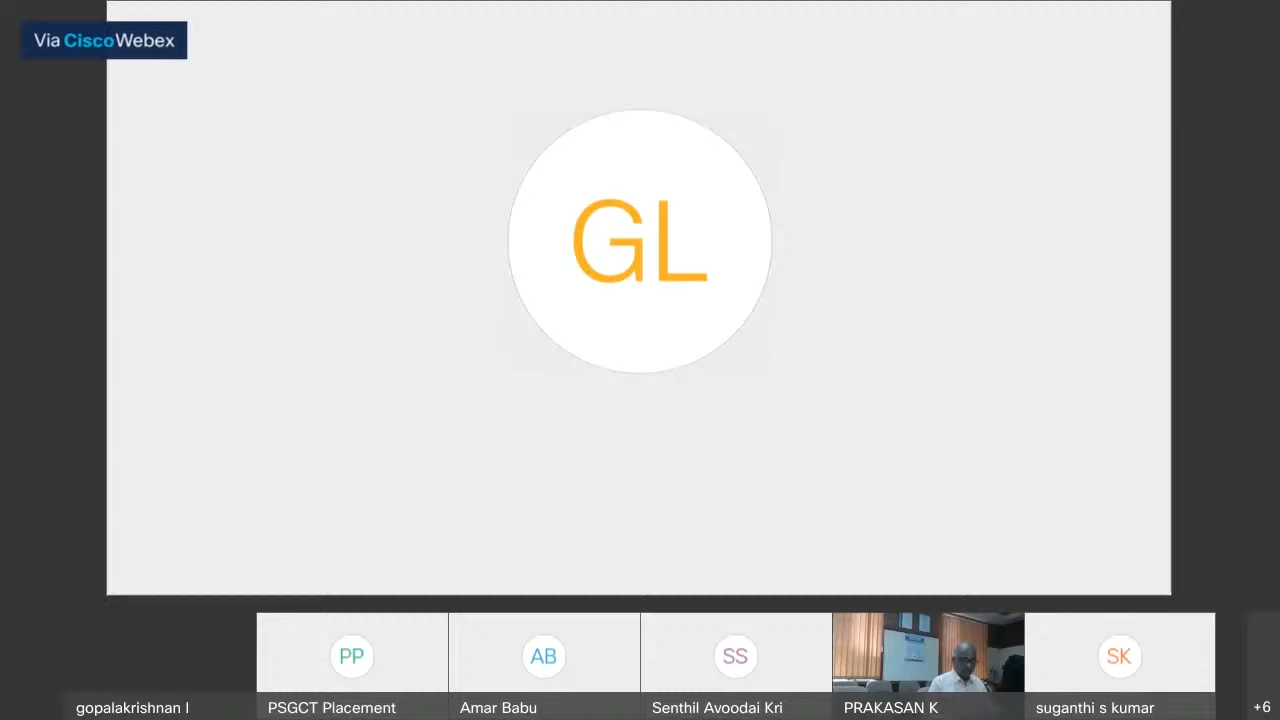 Via CiscoWebex
GL
PP
AB
SS
SK
gopalakrishnan l
PSGCT Placement
Amar Babu
Senthil Avoodai Kri
PRAKASAN K
suganthi s kumar
+6